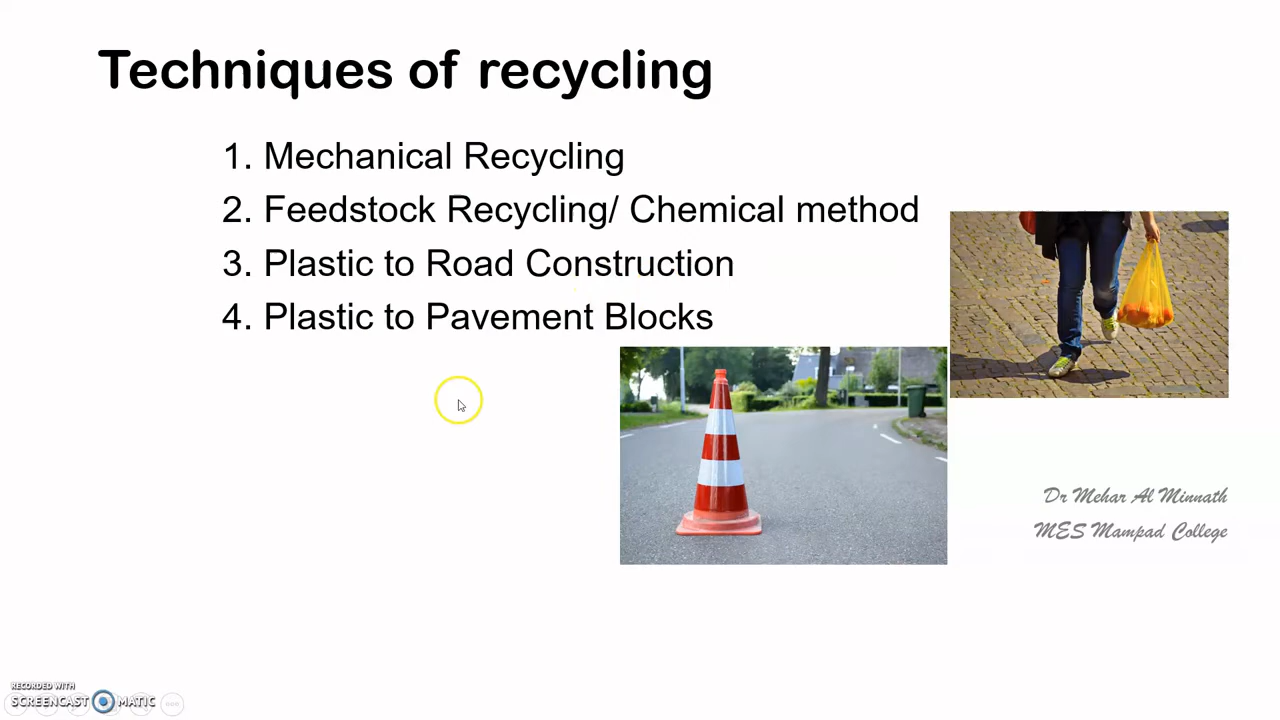 Techniques of recycling
1. Mechanical Recycling
2. Feedstock Recycling/ Chemical method
3. Plastic to Road Construction
4. Plastic to Pavement Blocks
Dr Mehar Al Minnath
MES Mampad College
RECORDED WITH
SCREENCAST MATIC